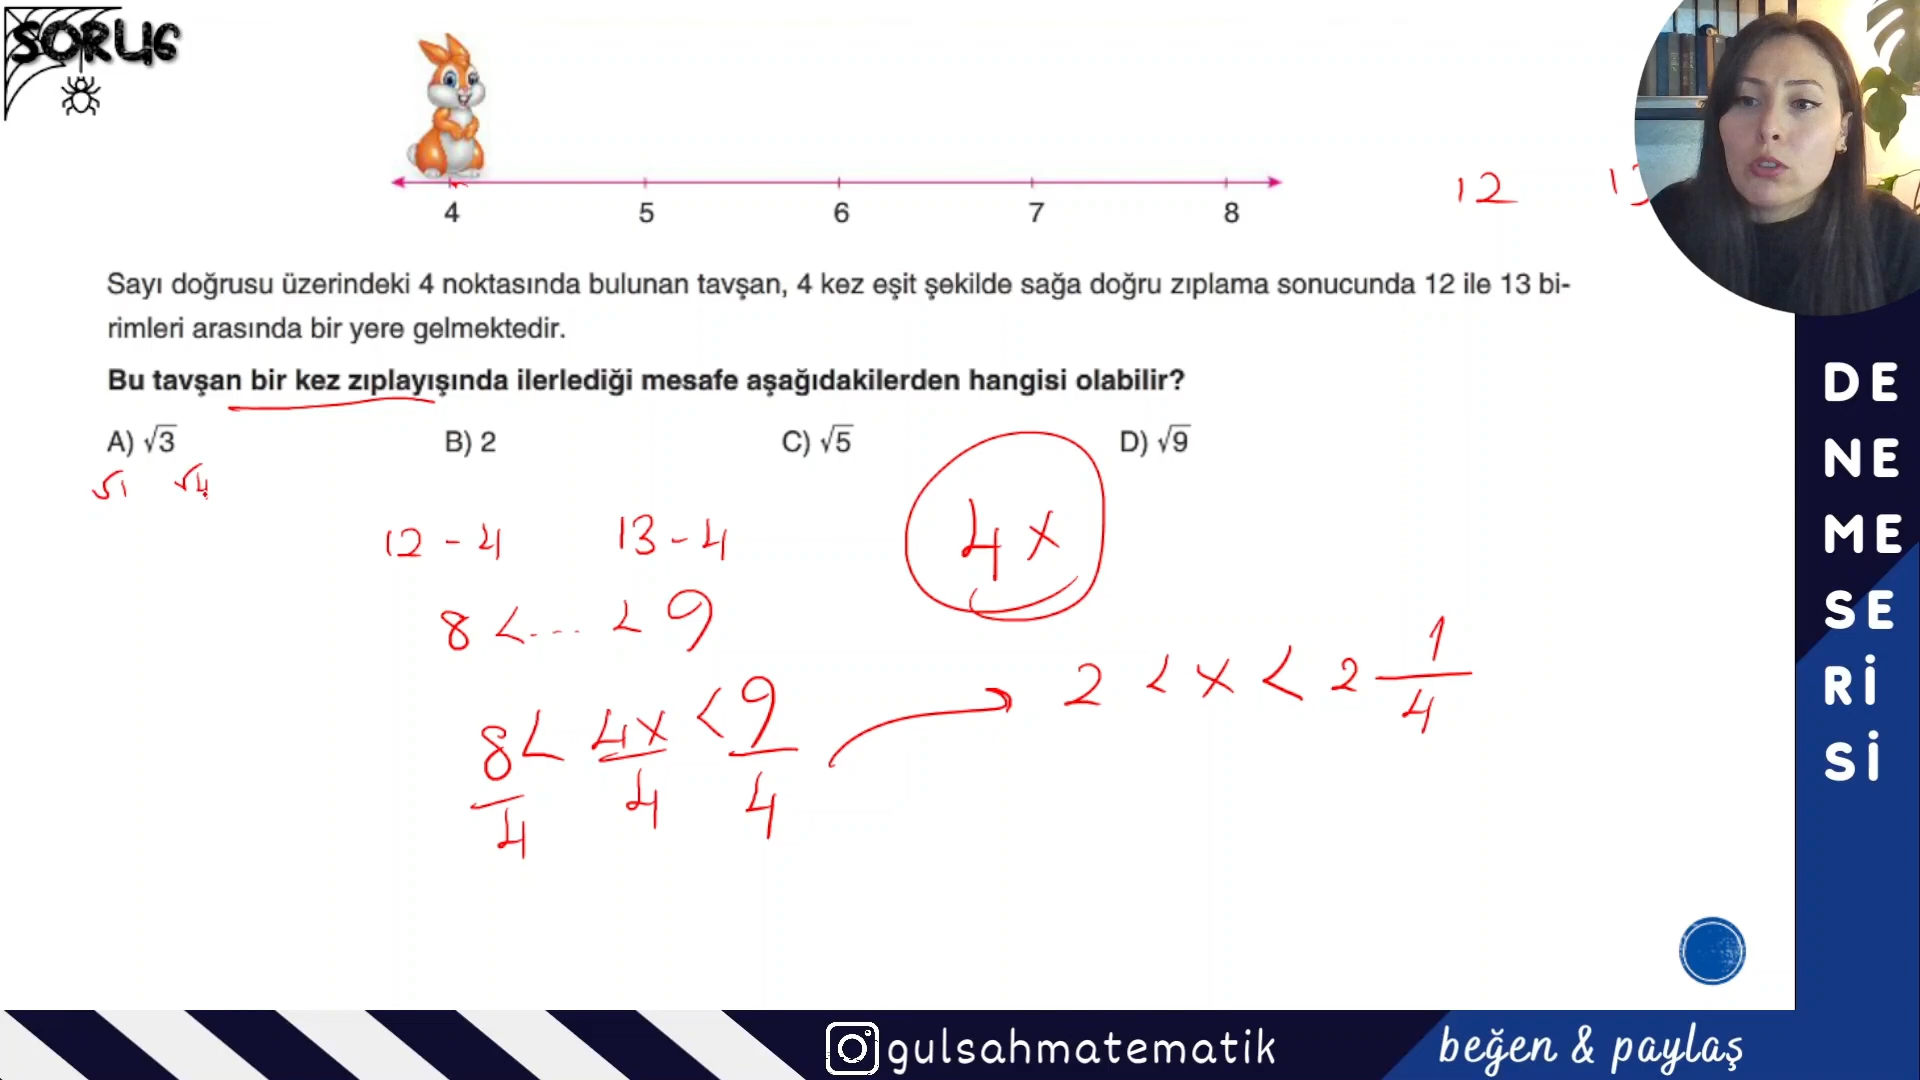 SORU6
4 5 6 7 8
12 13
Sayı doğrusu üzerindeki 4 noktasında bulunan tavşan, 4 kez eşit şekilde sağa doğru zıplama sonucunda 12 ile 13 bi-
rimleri arasında bir yere gelmektedir.
Bu tavşan bir kez zıplayışında ilerlediği mesafe aşağıdakilerden hangisi olabilir?
A) √3 B) 2 C) √5 D) √9
√1 √4
12 - 4 13 - 4
4x
8 < ... < 9
8/4 < 4x/4 < 9/4
2 < x < 2 1/4
DE
NE
ME
SE
Rİ
Sİ
gulsahmatematik
beğen & paylaş